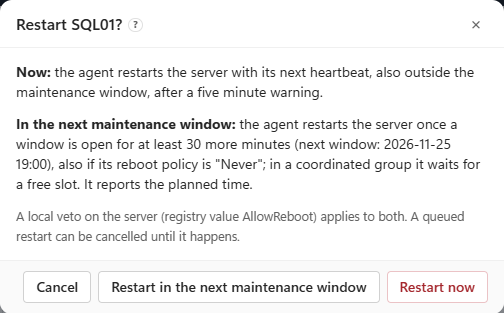 Restart SQL01? ?
×
Now: the agent restarts the server with its next heartbeat, also outside the
maintenance window, after a five minute warning.
In the next maintenance window: the agent restarts the server once a
window is open for at least 30 more minutes (next window: 2026-11-25
19:00), also if its reboot policy is "Never"; in a coordinated group it waits for
a free slot. It reports the planned time.
A local veto on the server (registry value AllowReboot) applies to both. A queued
restart can be cancelled until it happens.
Cancel
Restart in the next maintenance window
Restart now